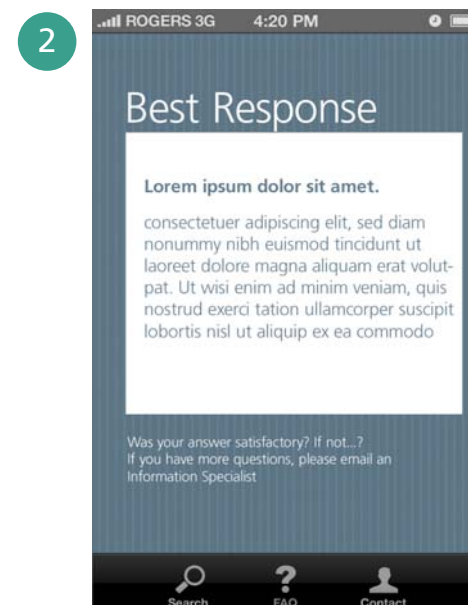 2
ROGERS 3G 4:20 PM
Best Response
Lorem ipsum dolor sit amet.
consectetuer adipiscing elit, sed diam
nonummy nibh euismod tincidunt ut
laoreet dolore magna aliquam erat volut-
pat. Ut wisi enim ad minim veniam, quis
nostrud exerci tation ullamcorper suscipit
lobortis nisl ut aliquip ex ea commodo
Was your answer satisfactory? If not...?
If you have more questions, please email an
Information Specialist
Search FAQ Contact